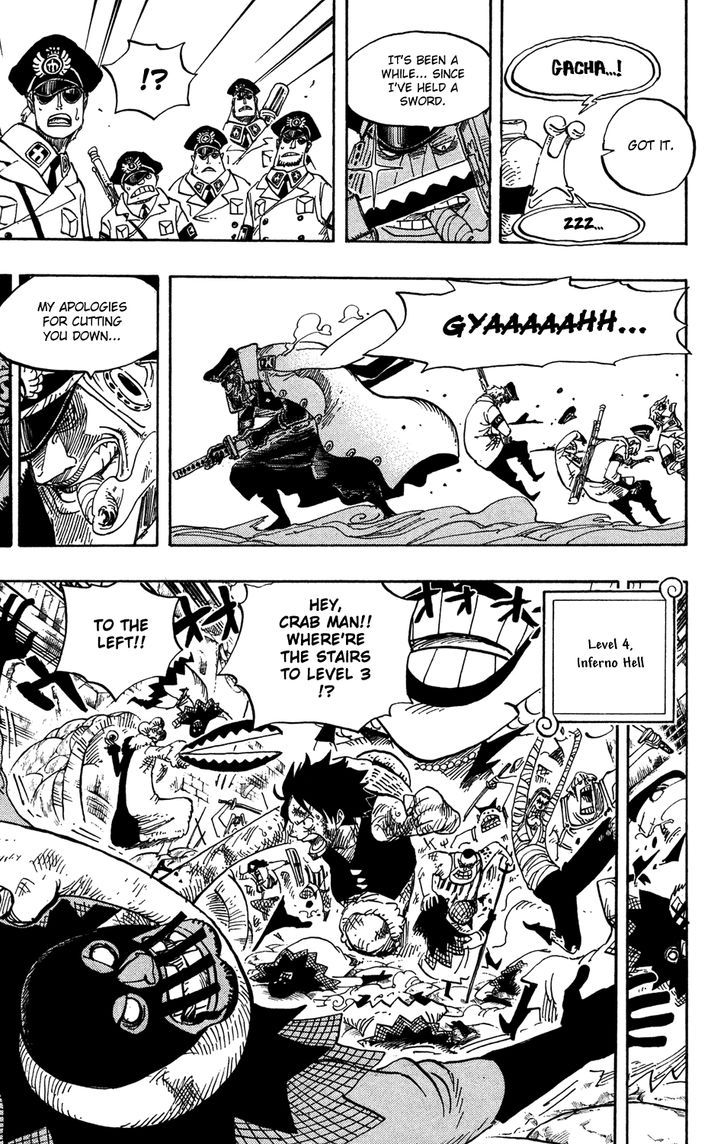 GACHA...!
GOT IT.
ZZZ...
IT'S BEEN A
WHILE... SINCE
I'VE HELD A
SWORD.
!?
GYAAAAAHH...
MY APOLOGIES
FOR CUTTING
YOU DOWN...
Level 4,
Inferno Hell
HEY,
CRAB MAN!!
WHERE'RE
THE STAIRS
TO LEVEL 3
!?
TO THE
LEFT!!